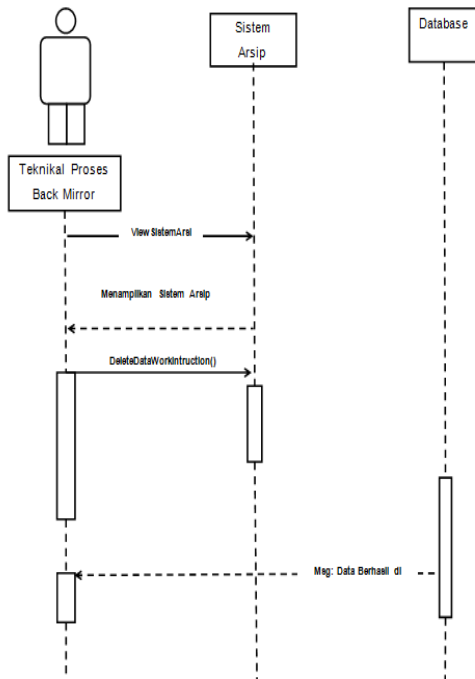 Sistem
Arsip
Database
Teknikal Proses
Back Mirror
View SistemArsi
Menampilkan Sistem Arsip
DeleteDataWorkIntruction()
Msg: Data Berhasil di